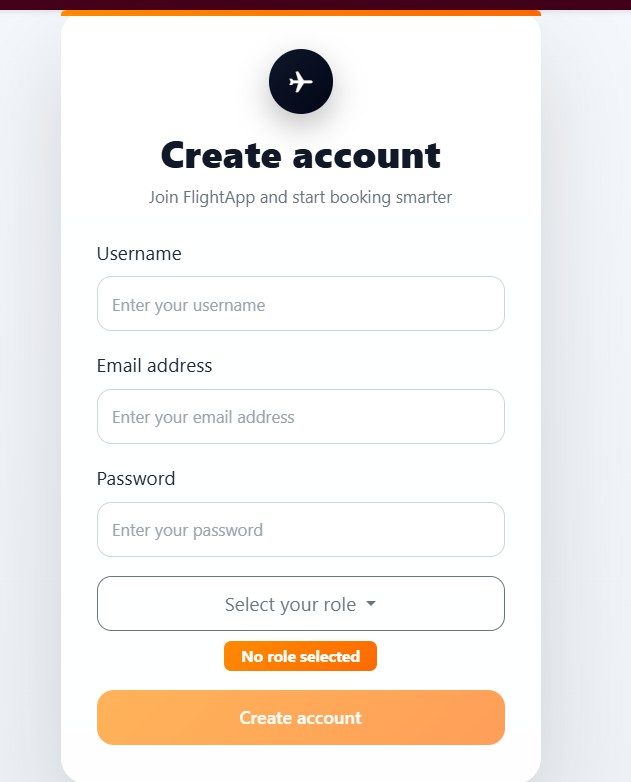 Create account
Join FlightApp and start booking smarter
Username
Enter your username
Email address
Enter your email address
Password
Enter your password
Select your role
No role selected
Create account